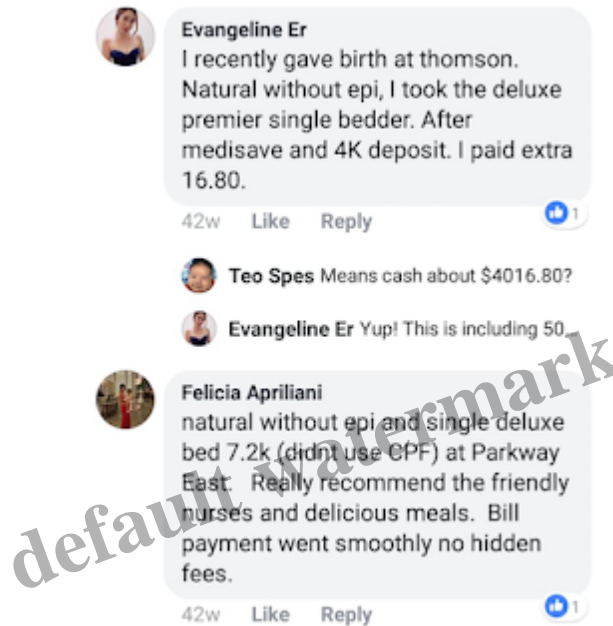 Evangeline Er
I recently gave birth at thomson.
Natural without epi, I took the deluxe
premier single bedder. After
medisave and 4K deposit. I paid extra
16.80.
42w Like Reply 1
Teo Spes Means cash about $4016.80?
Evangeline Er Yup! This is including 50...
Felicia Apriliani
natural without epi and single deluxe
bed 7.2k (didnt use CPF) at Parkway
East. Really recommend the friendly
nurses and delicious meals. Bill
payment went smoothly no hidden
fees.
42w Like Reply 1
default watermark